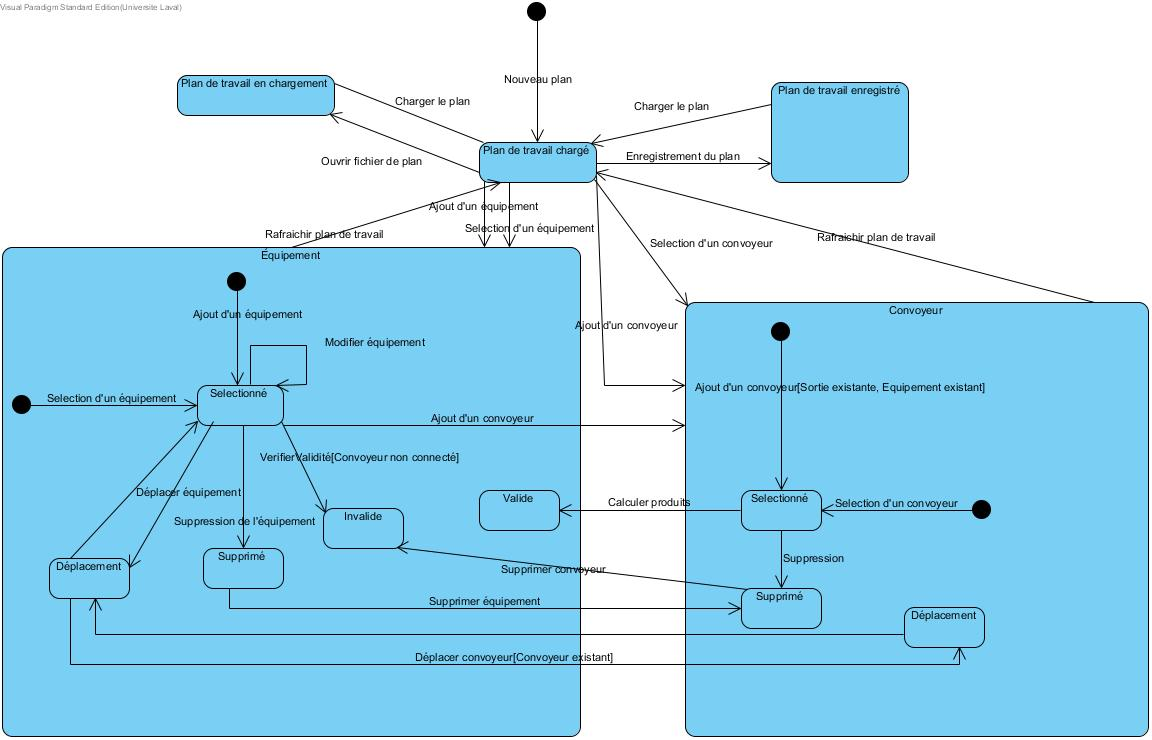 Visual Paradigm Standard Edition(Universite Laval)
Nouveau plan
Plan de travail en chargement
Charger le plan
Charger le plan
Plan de travail enregistré
Plan de travail chargé
Enregistrement du plan
Ouvrir fichier de plan
Ajout d'un équipement
Selection d'un équipement
Rafraichir plan de travail
Selection d'un convoyeur
Rafraichir plan de travail
Équipement
Ajout d'un équipement
Modifier équipement
Selectionné
Selection d'un équipement
Ajout d'un convoyeur
VerifierValidité[Convoyeur non connecté]
Déplacer équipement
Suppression de l'équipement
Invalide
Valide
Supprimé
Déplacement
Ajout d'un convoyeur
Convoyeur
Ajout d'un convoyeur[Sortie existante, Equipement existant]
Calculer produits
Selectionné
Selection d'un convoyeur
Suppression
Supprimer convoyeur
Supprimé
Supprimer équipement
Déplacement
Déplacer convoyeur[Convoyeur existant]